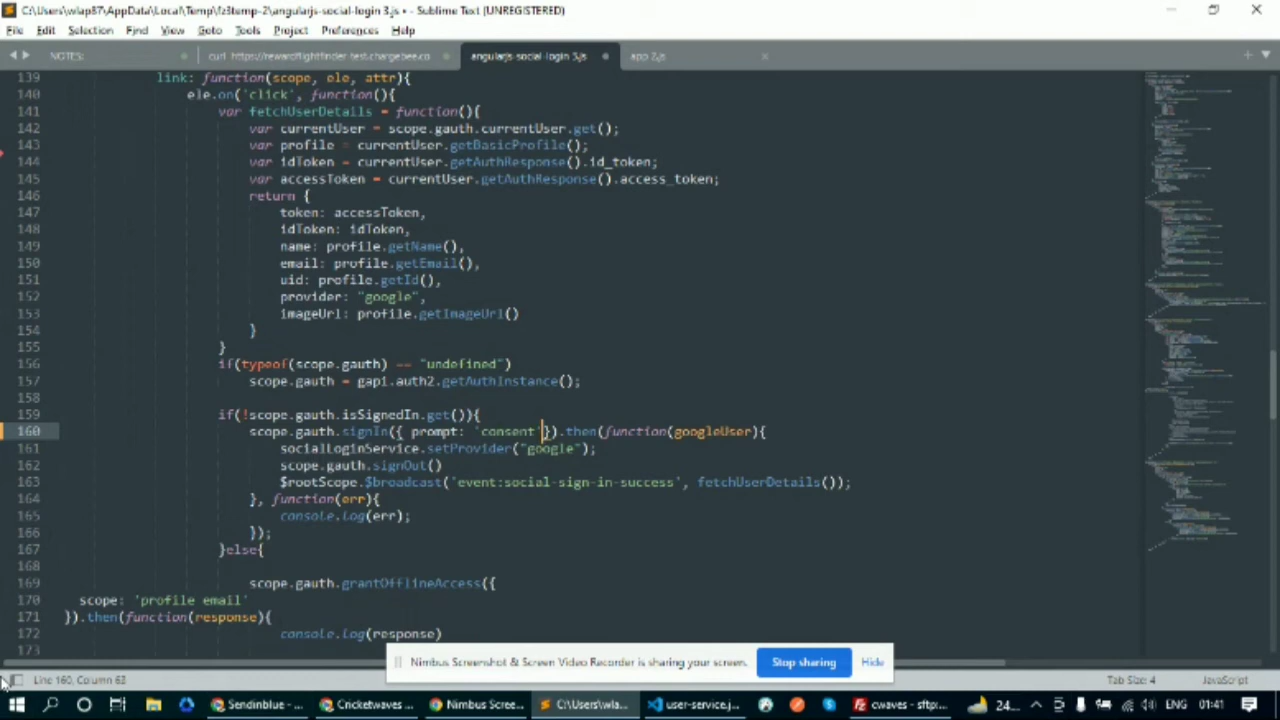 C:\Users\wlap87\AppData\Local\Temp\fz3temp-2\angularjs-social-login 3.js • - Sublime Text (UNREGISTERED)
File Edit Selection Find View Goto Tools Project Preferences Help
NOTES: curl https://rewardflightfinder-test.chargebee.co angularjs-social-login 3.js app 2.js
139 link: function(scope, ele, attr){
140 ele.on('click', function(){
141 var fetchUserDetails = function(){
142 var currentUser = scope.gauth.currentUser.get();
143 var profile = currentUser.getBasicProfile();
144 var idToken = currentUser.getAuthResponse().id_token;
145 var accessToken = currentUser.getAuthResponse().access_token;
146 return {
147 token: accessToken,
148 idToken: idToken,
149 name: profile.getName(),
150 email: profile.getEmail(),
151 uid: profile.getId(),
152 provider: "google",
153 imageUrl: profile.getImageUrl()
154 }
155 }
156 if(typeof(scope.gauth) == "undefined")
157 scope.gauth = gapi.auth2.getAuthInstance();
158
159 if(!scope.gauth.isSignedIn.get()){
160 scope.gauth.signIn({ prompt: 'consent'}).then(function(googleUser){
161 socialLoginService.setProvider("google");
162 scope.gauth.signOut()
163 $rootScope.$broadcast('event:social-sign-in-success', fetchUserDetails());
164 }, function(err){
165 console.log(err);
166 });
167 }else{
168
169 scope.gauth.grantOfflineAccess({
170 scope: 'profile email'
171 }).then(function(response){
172 console.log(response)
173
Nimbus Screenshot & Screen Video Recorder is sharing your screen. Stop sharing Hide
Line 160, Column 63 Tab Size: 4 JavaScript
Sendinblue - ... Cricketwaves ... Nimbus Scree... C:\Users\wla... user-service.j... cwaves - sftp:... 24... ENG 01:41